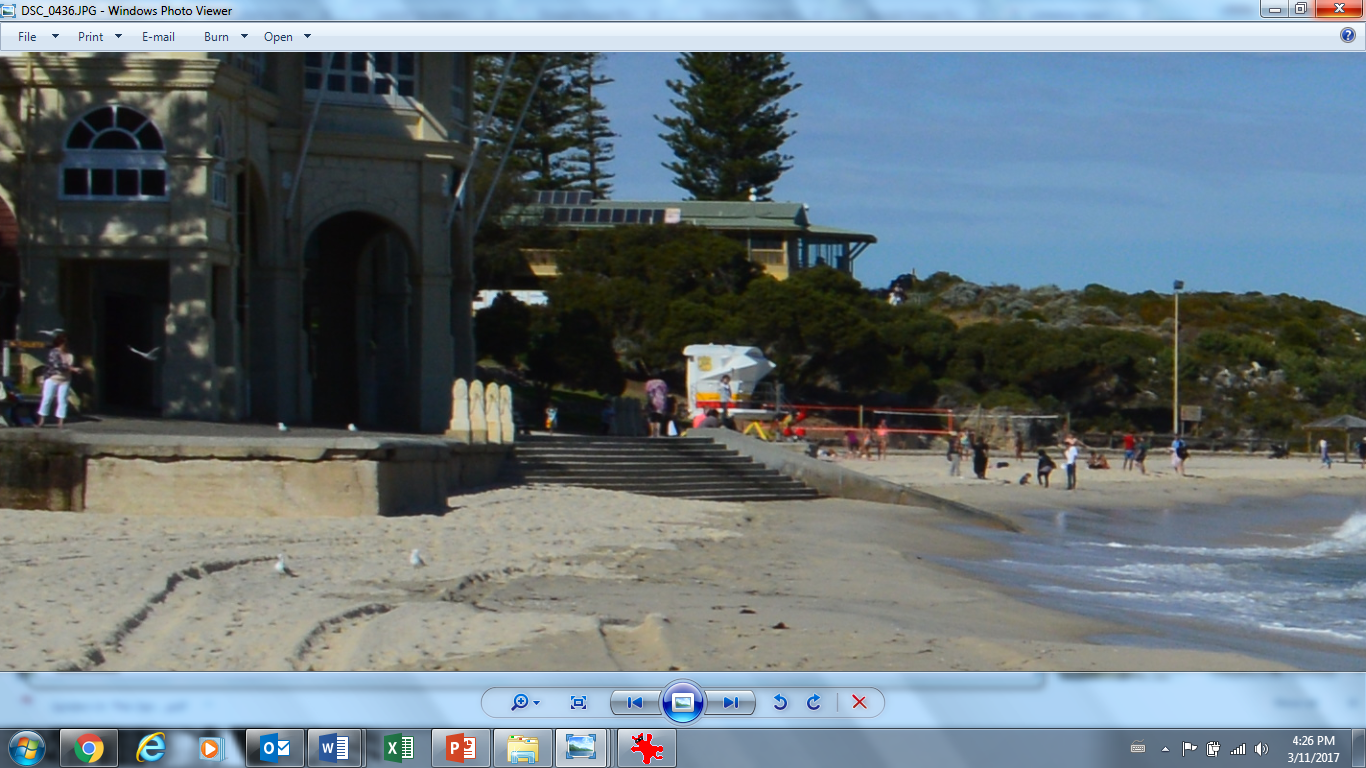 DSC_0436.JPG - Windows Photo Viewer
File Print E-mail Burn Open
4:26 PM
3/11/2017